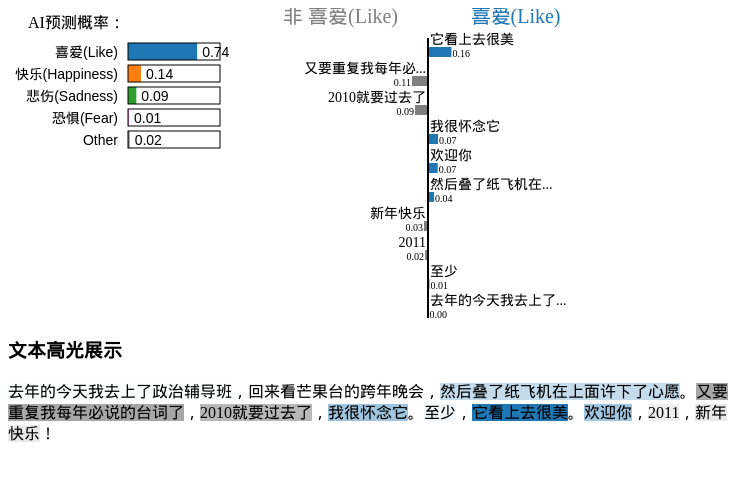 AI预测概率：
喜爱(Like) 0.74
快乐(Happiness) 0.14
悲伤(Sadness) 0.09
恐惧(Fear) 0.01
Other 0.02
非 喜爱(Like) 喜爱(Like)
它看上去很美
0.16
又要重复我每年必...
0.11
2010就要过去了
0.09
我很怀念它
0.07
欢迎你
0.07
然后叠了纸飞机在...
0.04
新年快乐
0.03
2011
0.02
至少
0.01
去年的今天我去上了...
0.00
文本高光展示
去年的今天我去上了政治辅导班，回来看芒果台的跨年晚会，然后叠了纸飞机在上面许下了心愿。又要
重复我每年必说的台词了，2010就要过去了，我很怀念它。至少，它看上去很美。欢迎你，2011，新年
快乐！